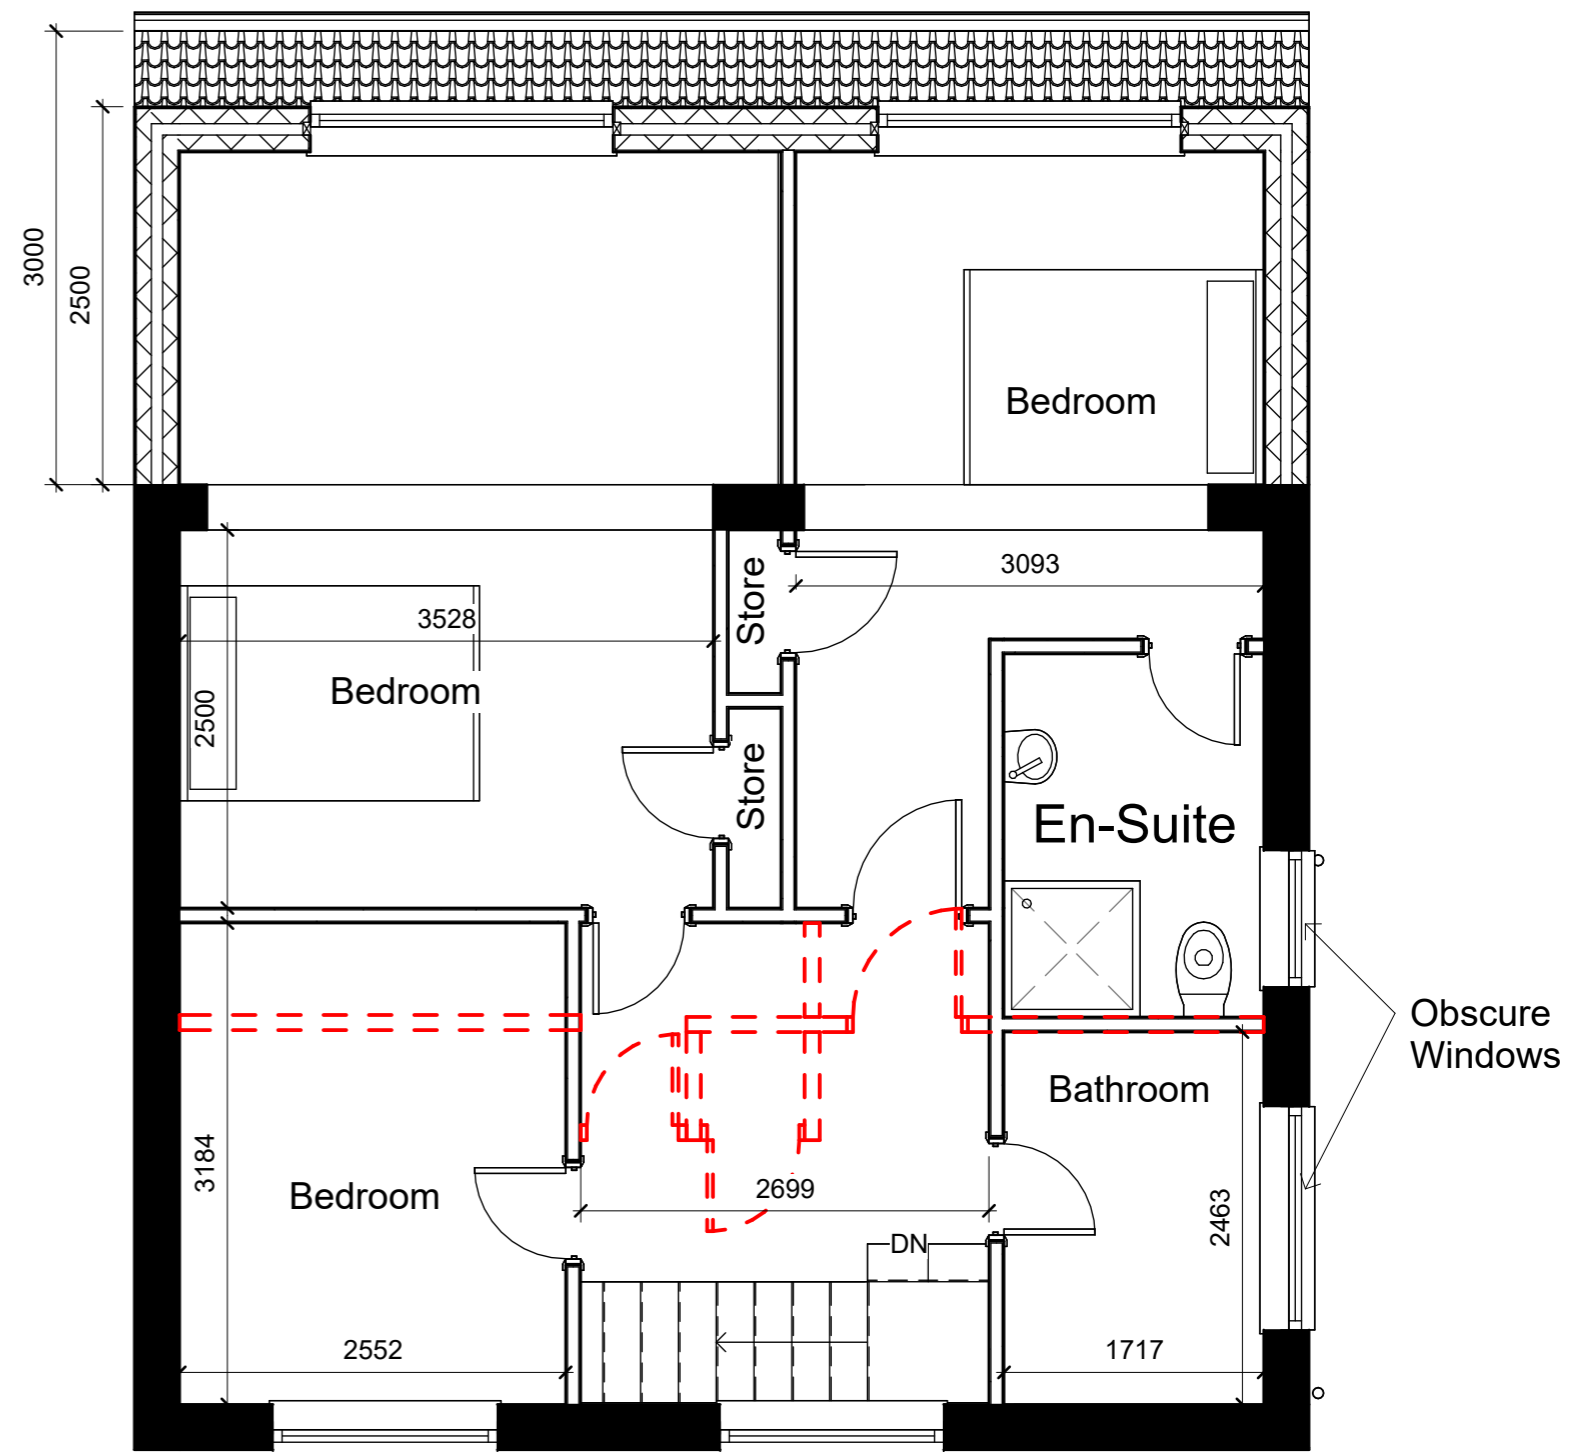 3000
2500
Bedroom
3528
Bedroom
2500
Store
Store
3093
En-Suite
Obscure
Windows
Bathroom
3184
Bedroom
2699
2463
DN
2552
1717